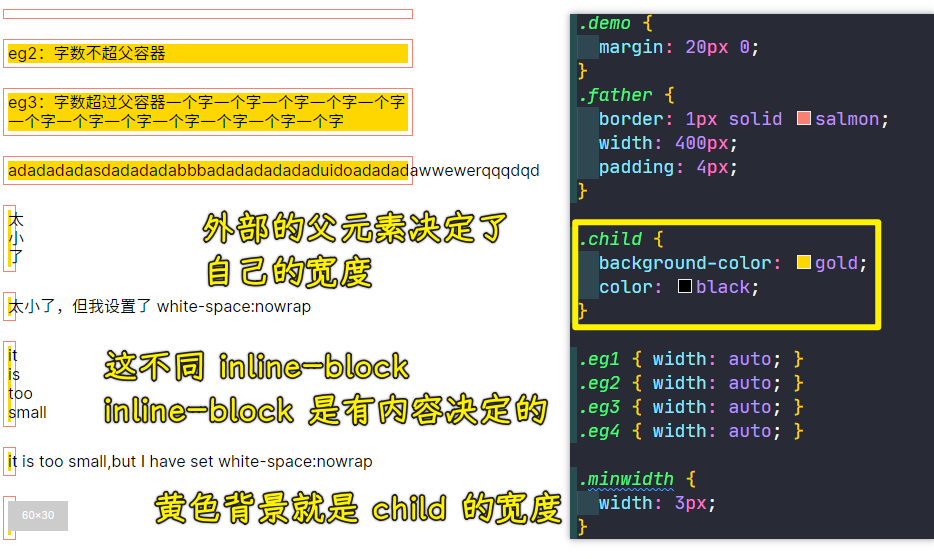 eg2：字数不超父容器
eg3：字数超过父容器一个字一个字一个字一个字一个字
一个字一个字一个字一个字一个字一个字一个字
adadadadasdadadadabbbadadadadadaduidoadadadawwewerqqqdqd
太
小
了
太小了，但我设置了 white-space:nowrap
it
is
too
small
it is too small,but I have set white-space:nowrap
60×30
外部的父元素决定了
自己的宽度
这不同 inline-block
inline-block 是有内容决定的
黄色背景就是 child 的宽度
.demo {
margin: 20px 0;
}
.father {
border: 1px solid salmon;
width: 400px;
padding: 4px;
}
.child {
background-color: gold;
color: black;
}
.eg1 { width: auto; }
.eg2 { width: auto; }
.eg3 { width: auto; }
.eg4 { width: auto; }
.minwidth {
width: 3px;
}